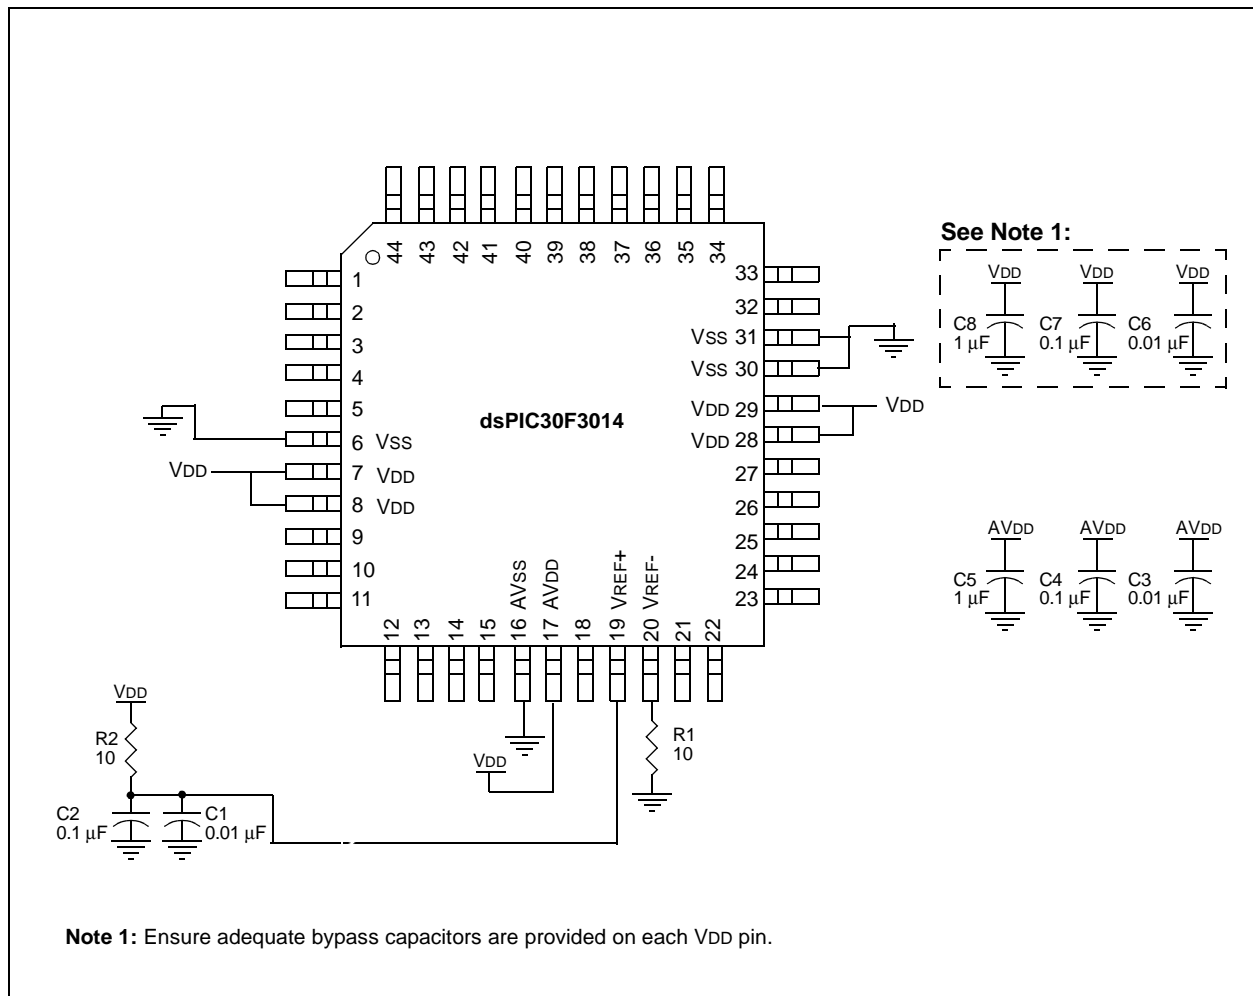 44 43 42 41 40 39 38 37 36 35 34
See Note 1:
VDD VDD VDD
C8 1 μF
C7 0.1 μF
C6 0.01 μF
1
2
3
4
5
6 VSS
7 VDD
8 VDD
9
10
11
VDD
dsPIC30F3014
33
32
VSS 31
VSS 30
VDD 29
VDD 28
27
26
25
24
23
VDD
AVDD AVDD AVDD
C5 1 μF
C4 0.1 μF
C3 0.01 μF
12
13
14
15
16 AVSS
17 AVDD
18
19 VREF+
20 VREF-
21
22
VDD
R2
10
C2
0.1 μF
C1
0.01 μF
VDD
R1
10
Note 1: Ensure adequate bypass capacitors are provided on each VDD pin.